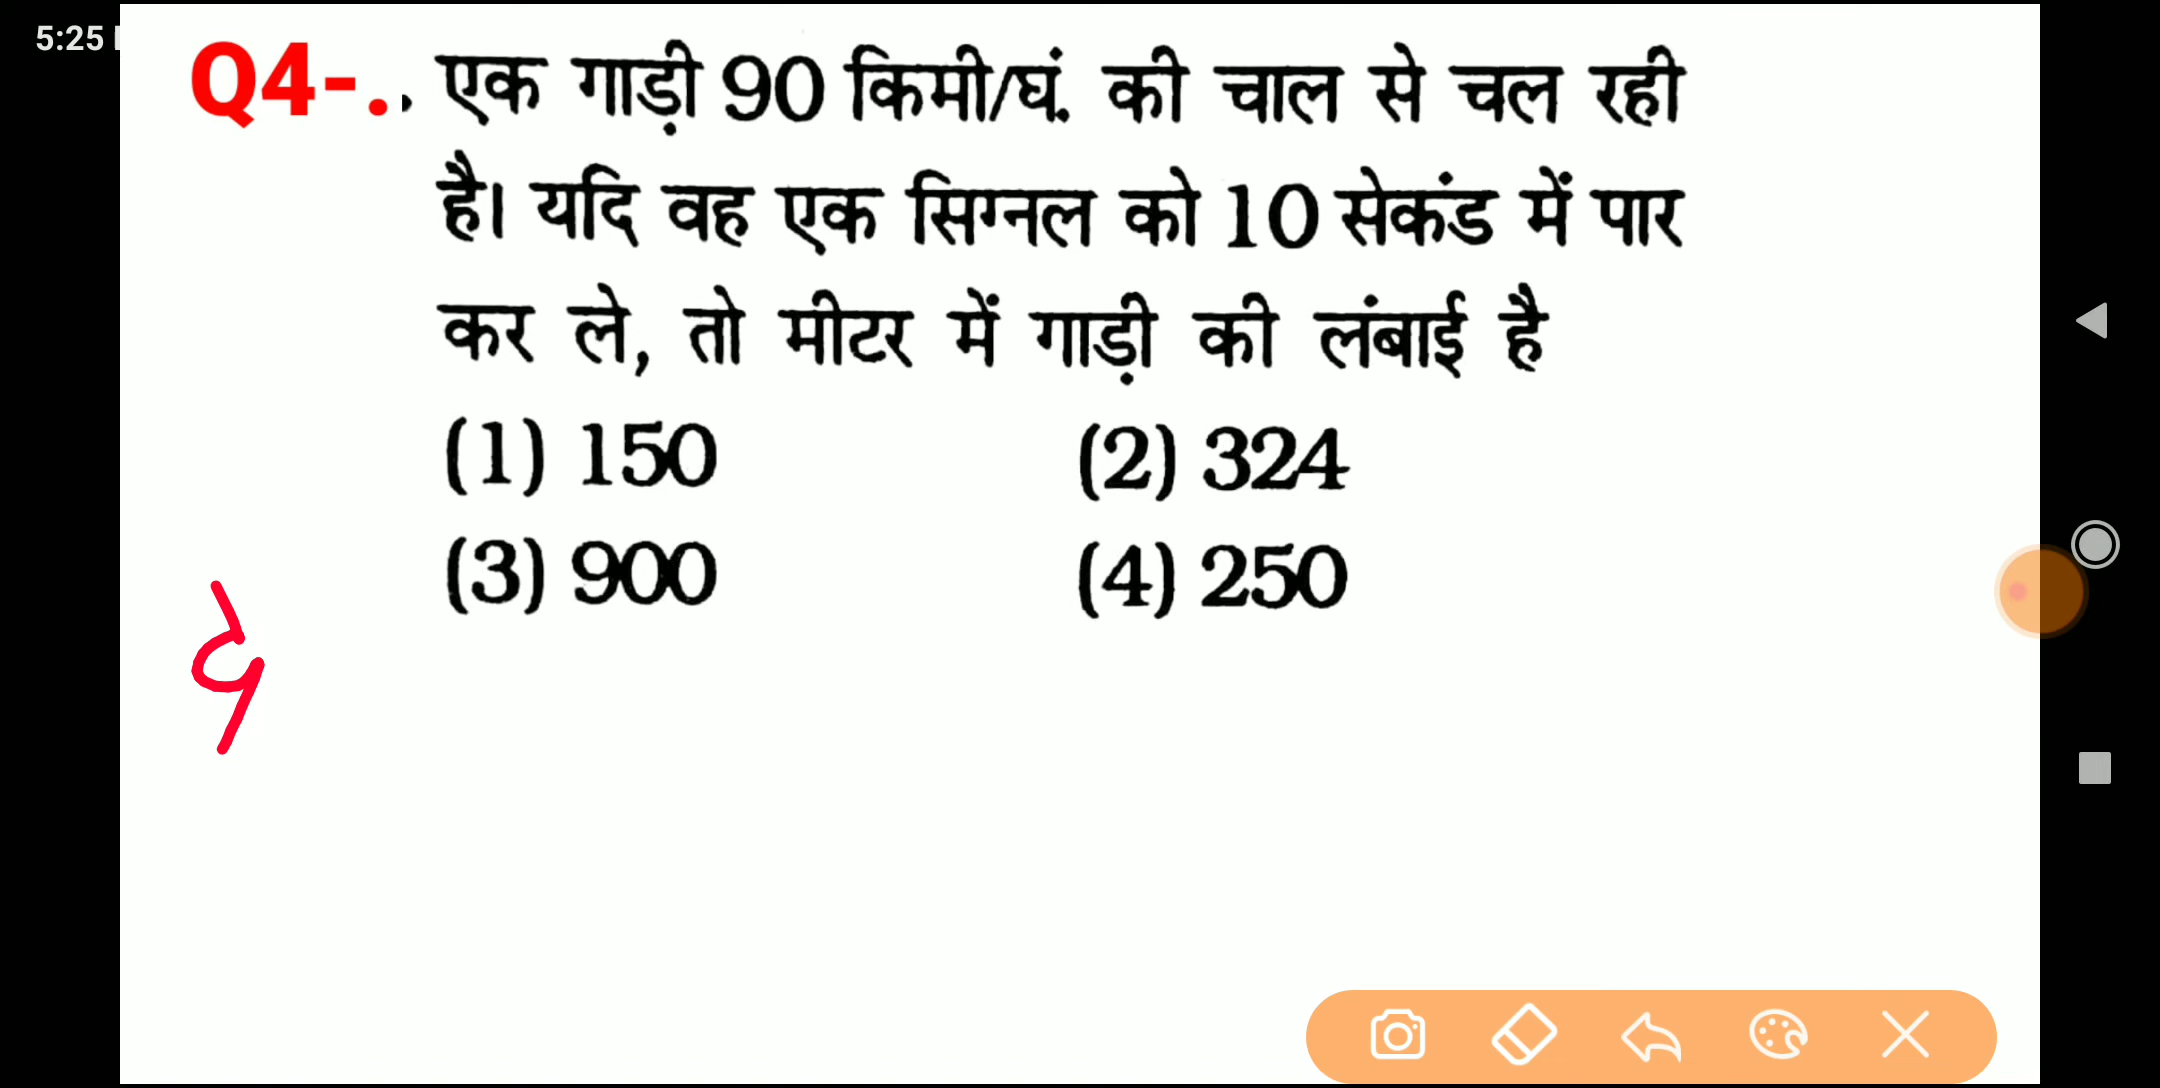 5:25
Q4-. एक गाड़ी 90 किमी/घं. की चाल से चल रही
है। यदि वह एक सिग्नल को 10 सेकंड में पार
कर ले, तो मीटर में गाड़ी की लंबाई है
(1) 150 (2) 324
(3) 900 (4) 250